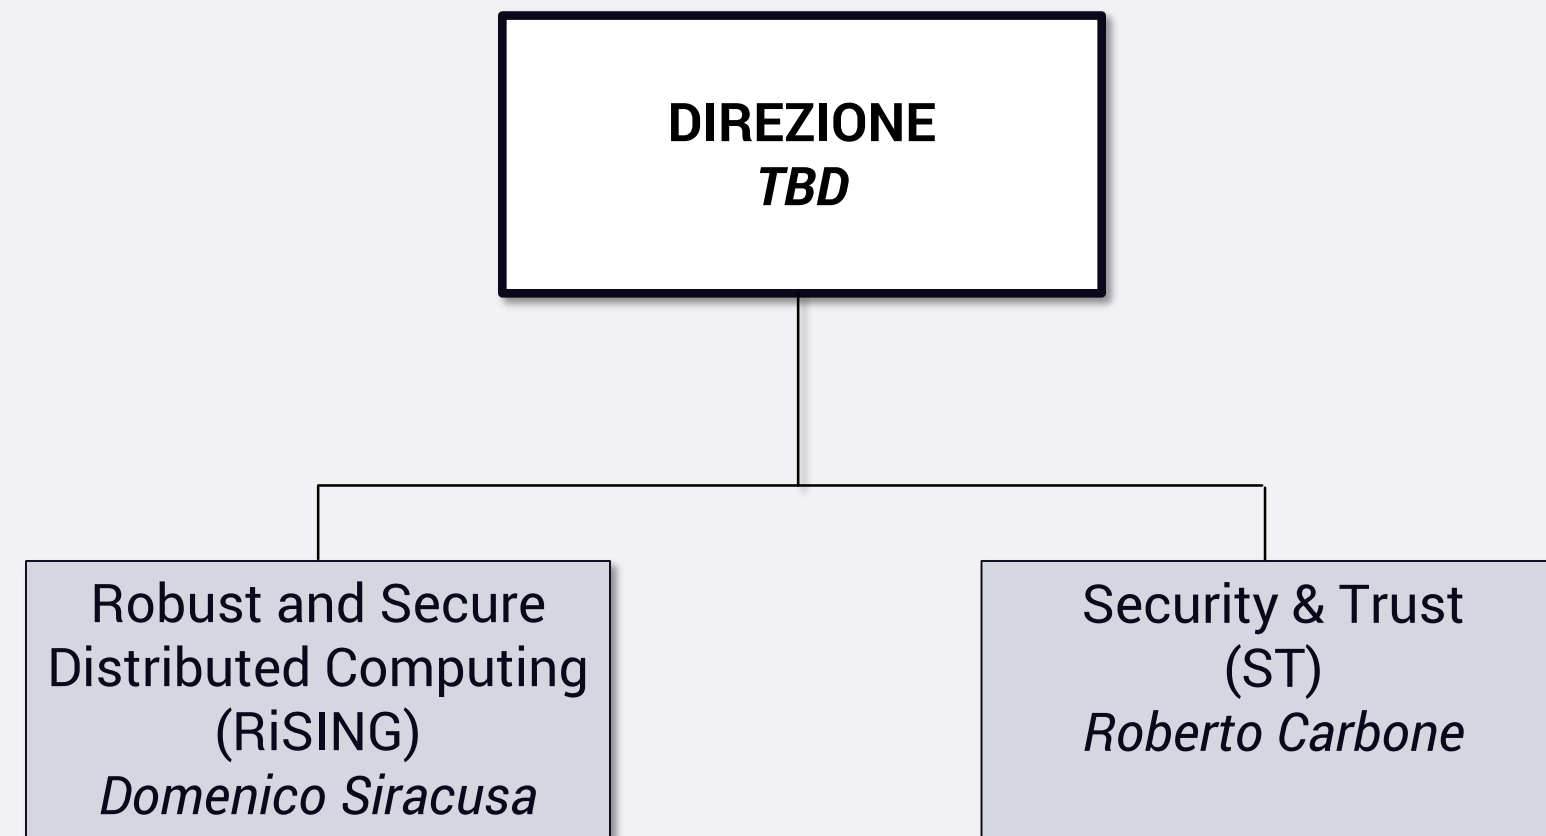 DIREZIONE
TBD
Robust and Secure
Distributed Computing
(RiSING)
Domenico Siracusa
Security & Trust
(ST)
Roberto Carbone